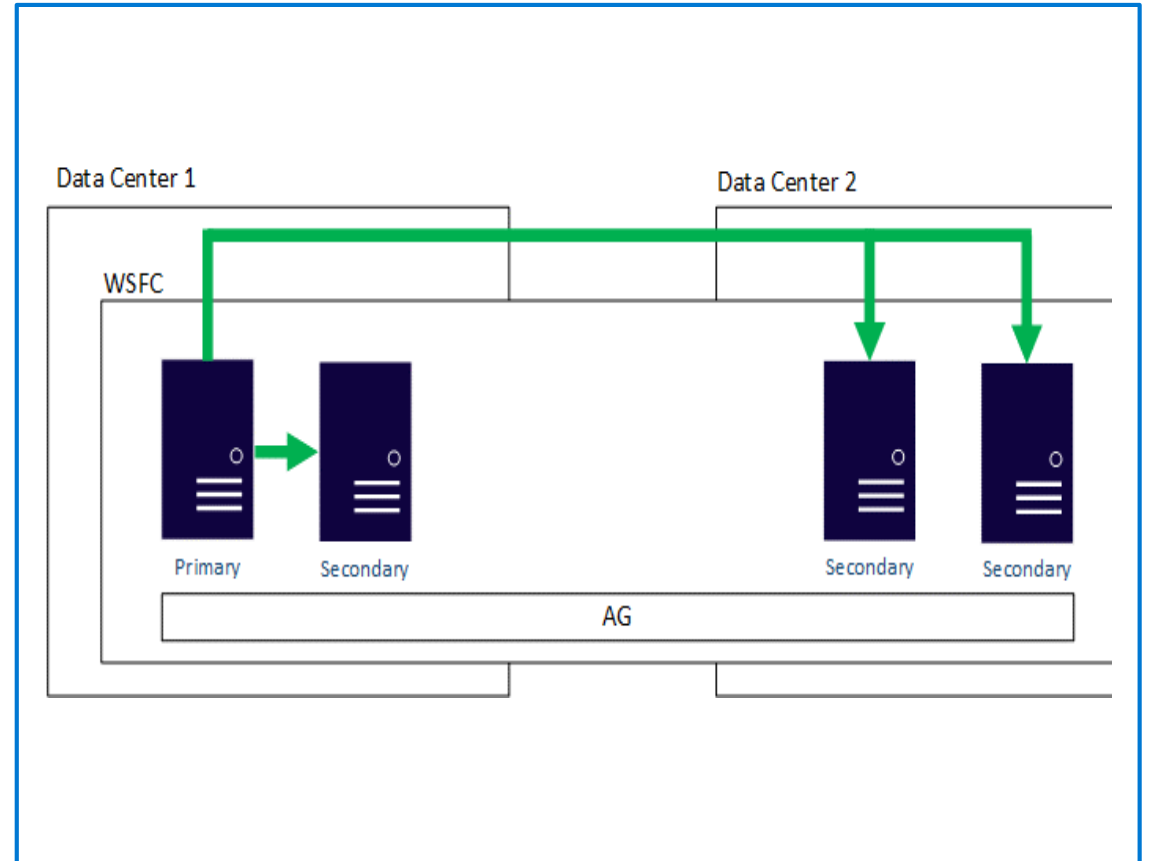 Data Center 1
Data Center 2
WSFC
Primary
Secondary
Secondary
Secondary
AG